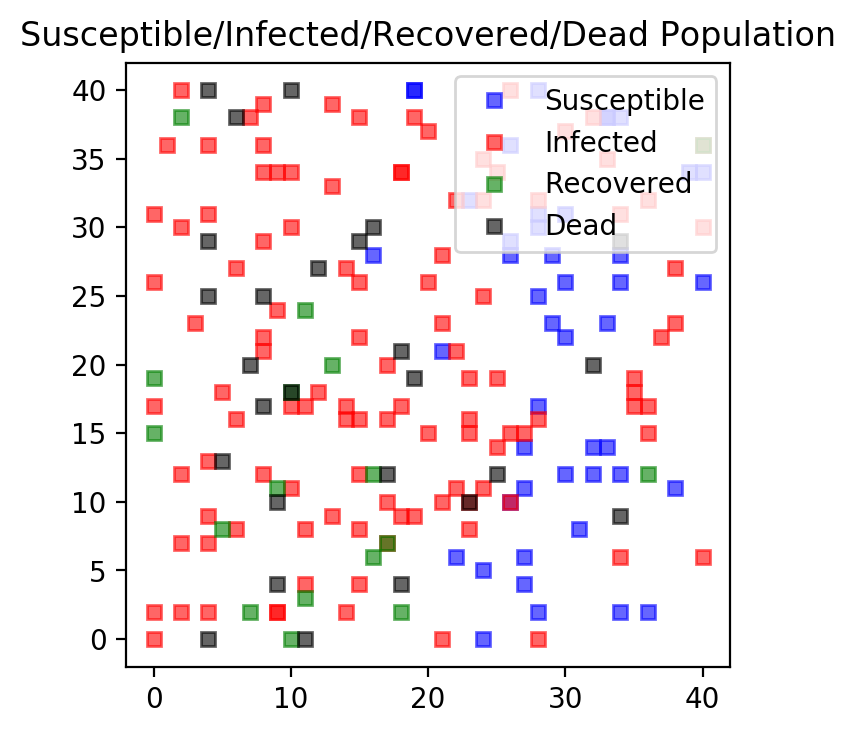 Susceptible/Infected/Recovered/Dead Population
40
35
30
25
20
15
10
5
0
Susceptible
Infected
Recovered
Dead
0 10 20 30 40